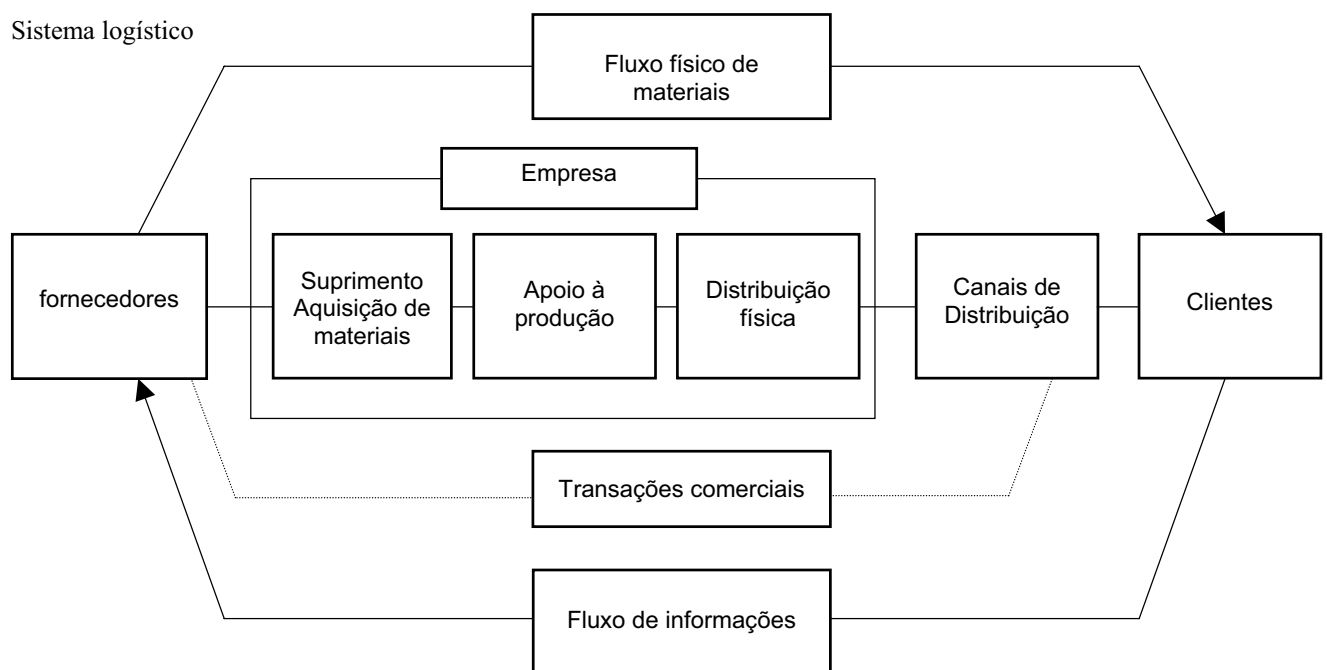 Sistema logístico
Fluxo físico de
materiais
Empresa
fornecedores
Suprimento
Aquisição de
materiais
Apoio à
produção
Distribuição
física
Canais de
Distribuição
Clientes
Transações comerciais
Fluxo de informações